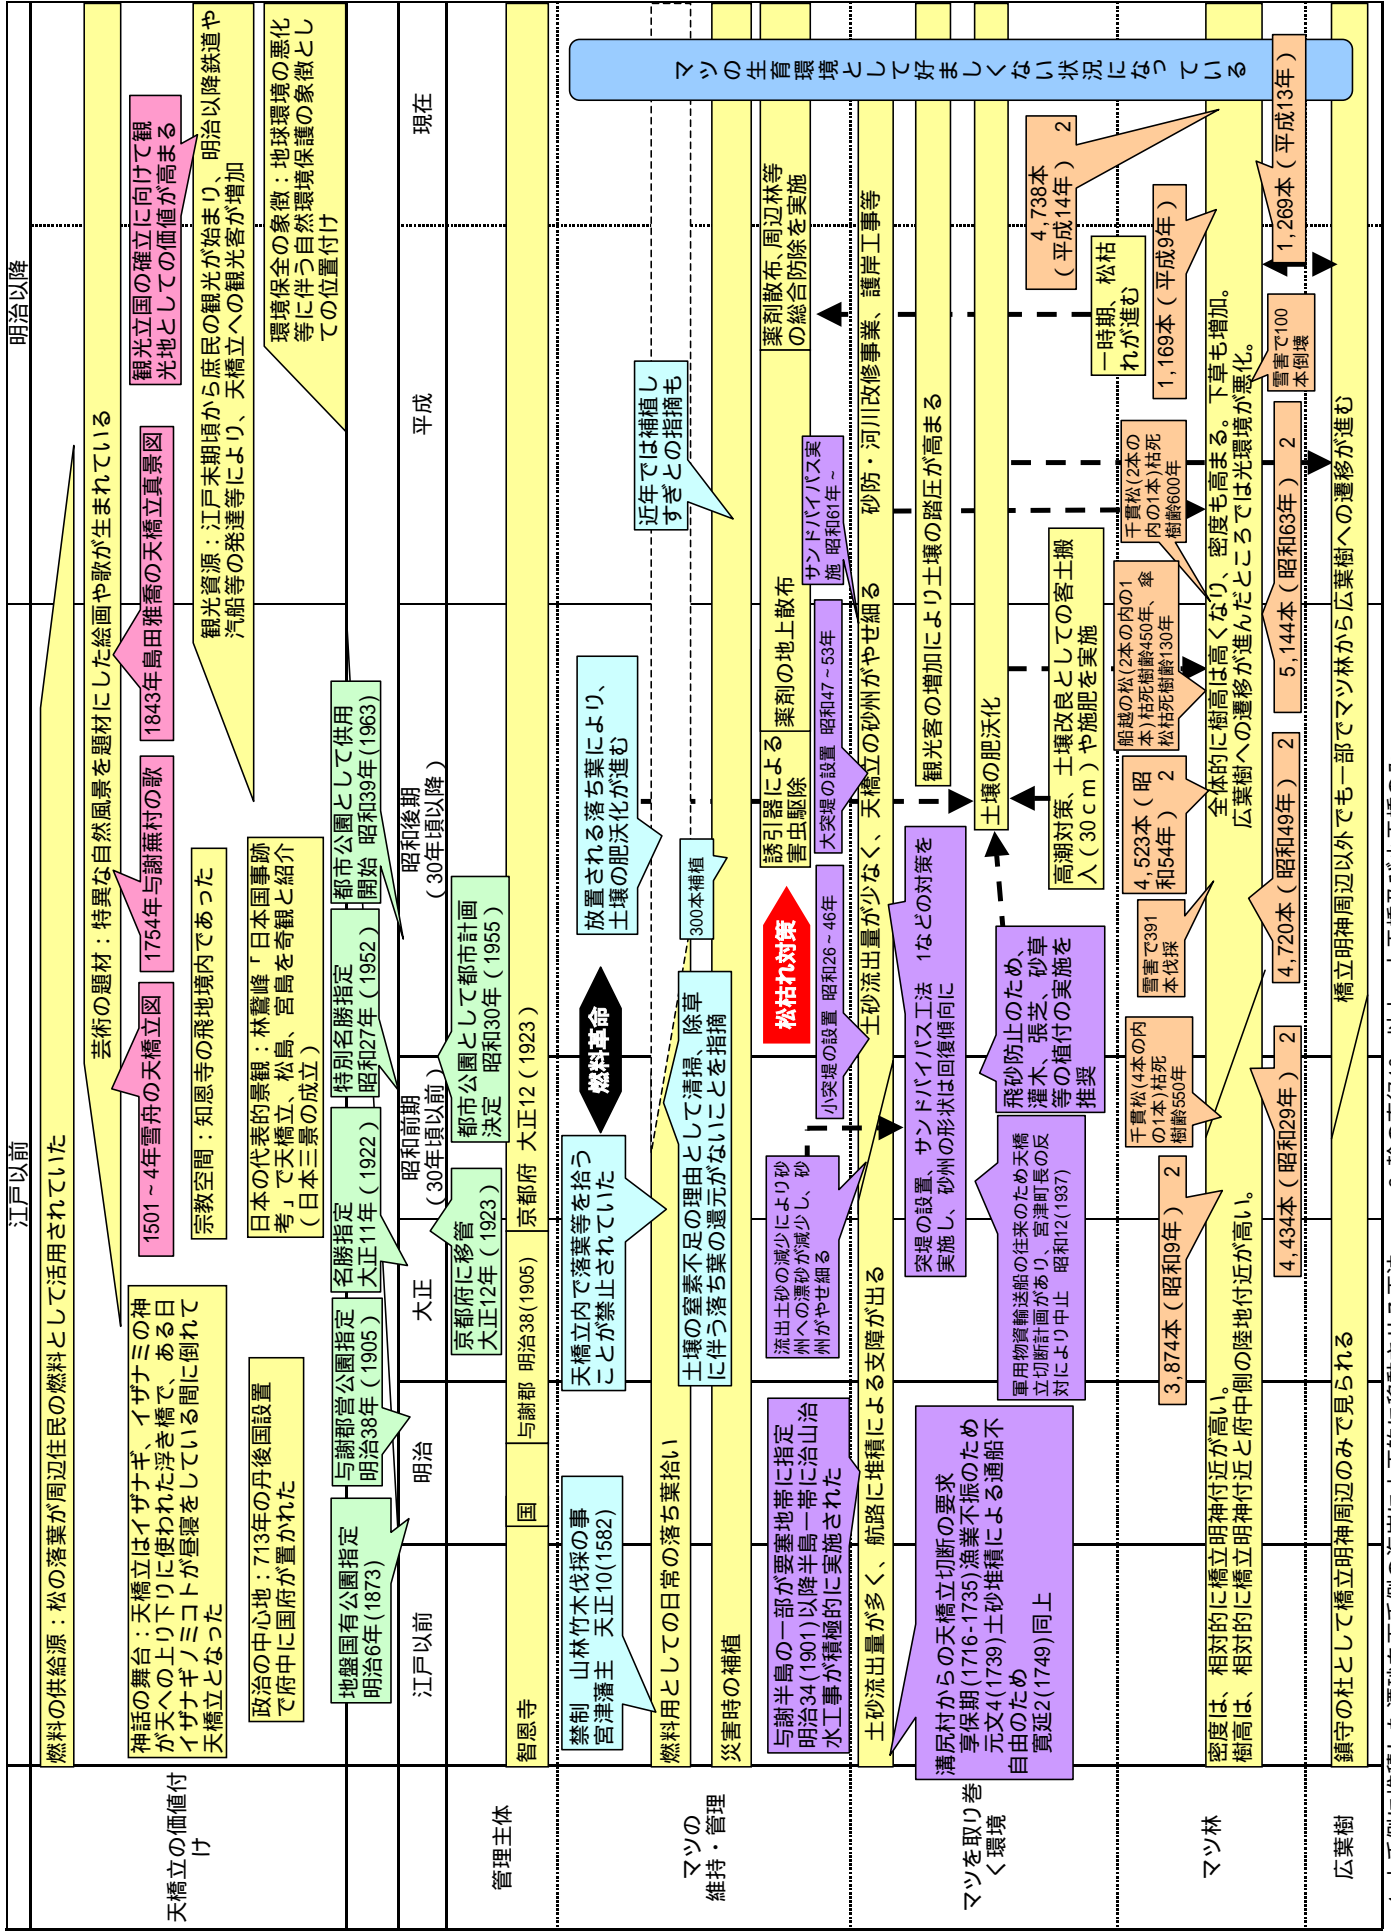 江戸以前
明治以降
天橋立の価値付
け
燃料の供給源：松の落葉が周辺住民の燃料として活用されていた
芸術の題材：特異な自然風景を題材にした絵画や歌が生まれている
1501～4年雪舟の天橋立図
1754年与謝蕪村の歌
1843年島田雅喬の天橋立真景図
観光立国の確立に向けて観
光地としての価値が高まる
神話の舞台：天橋立はイザナギ、イザナミの神
が天への上り下りに使われた浮き橋で、ある日
イザナギノミコトが昼寝をしている間に倒れて
天橋立となった
宗教空間：知恩寺の飛地境内であった
観光資源：江戸末期頃から庶民の観光が始まり、明治以降鉄道や
汽船等の発達等により、天橋立への観光客が増加
政治の中心地：713年の丹後国設置
で府中に国府が置かれた
日本の代表的景観：林鵞峰「日本国事跡
考」で天橋立、松島、宮島を奇観と紹介
（日本三景の成立）
環境保全の象徴：地球環境の悪化
等に伴う自然環境保護の象徴とし
ての位置付け
地盤国有公園指定
明治6年(1873)
与謝郡営公園指定
明治38年（1905）
名勝指定
大正11年（1922）
特別名勝指定
昭和27年（1952）
都市公園として供用
開始　昭和39年(1963)
江戸以前
明治
大正
昭和前期
（30年頃以前）
昭和後期
（30年頃以降）
平成
現在
管理主体
京都府に移管
大正12年（1923）
都市公園として都市計画
決定　昭和30年（1955）
智恩寺
国
与謝郡 明治38(1905)
京都府 大正12（1923）
マツの
維持・管理
禁制　山林竹木伐採の事
宮津藩主　天正10(1582)
天橋立内で落葉等を拾う
ことが禁止されていた
燃料革命
放置される落ち葉により、
土壌の肥沃化が進む
近年では補植し
すぎとの指摘も
燃料用としての日常の落ち葉拾い
土壌の窒素不足の理由として清掃、除草
に伴う落ち葉の還元がないことを指摘
300本補植
災害時の補植
松枯れ対策
誘引器による
害虫駆除
薬剤の地上散布
薬剤散布、周辺林等
の総合防除を実施
マツを取り巻
く環境
与謝半島の一部が要塞地帯に指定
明治34(1901)以降半島一帯に治山治
水工事が積極的に実施された
流出土砂の減少により砂
州への漂砂が減少し、砂
州がやせ細る
小突堤の設置 昭和26～46年
大突堤の設置 昭和47～53年
サンドバイパス実
施 昭和61年～
土砂流出量が多く、航路に堆積による支障が出る
土砂流出量が少なく、天橋立の砂州がやせ細る
砂防・河川改修事業、護岸工事等
溝尻村からの天橋立切断の要求
享保期(1716-1735)漁業不振のため
元文4(1739)土砂堆積による通船不
自由のため
寛延2(1749)同上
突堤の設置、サンドバイパス工法　1などの対策を
実施し、砂州の形状は回復傾向に
観光客の増加により土壌の踏圧が高まる
土壌の肥沃化
軍用物資輸送船の往来のため天橋
立切断計画があり、宮津町長の反
対により中止　昭和12(1937)
飛砂防止のため、
灌木、張芝、砂草
等の植付の実施を
推奨
高潮対策、土壌改良としての客土搬
入（30ｃｍ）や施肥を実施
一時期、松枯
れが進む
マツの生育環境として好ましくない状況になっている
マツ林
3,874本（昭和9年）　2
千貫松(4本の内
の1本)枯死
樹齢550年
雪害で391
本伐採
4,523本（昭
和54年）　2
船越の松(2本の内の1
本)枯死樹齢450年、傘
松枯死樹齢130年
千貫松(2本の
内の1本)枯死
樹齢600年
1,169本（平成9年）
4,738本　　2
（平成14年）
密度は、相対的に橋立明神付近が高い。
樹高は、相対的に橋立明神付近と府中側の陸地付近が高い。
全体的に樹高は高くなり、密度も高まる。下草も増加。
広葉樹への遷移が進んだところでは光環境が悪化。
4,434本（昭和29年）　2
4,720本（昭和49年）　2
5,144本（昭和63年）　2
雪害で100
本倒壊
1,269本（平成13年）
広葉樹
鎮守の杜として橋立明神周辺のみで見られる
橋立明神周辺以外でも一部でマツ林から広葉樹への遷移が進む